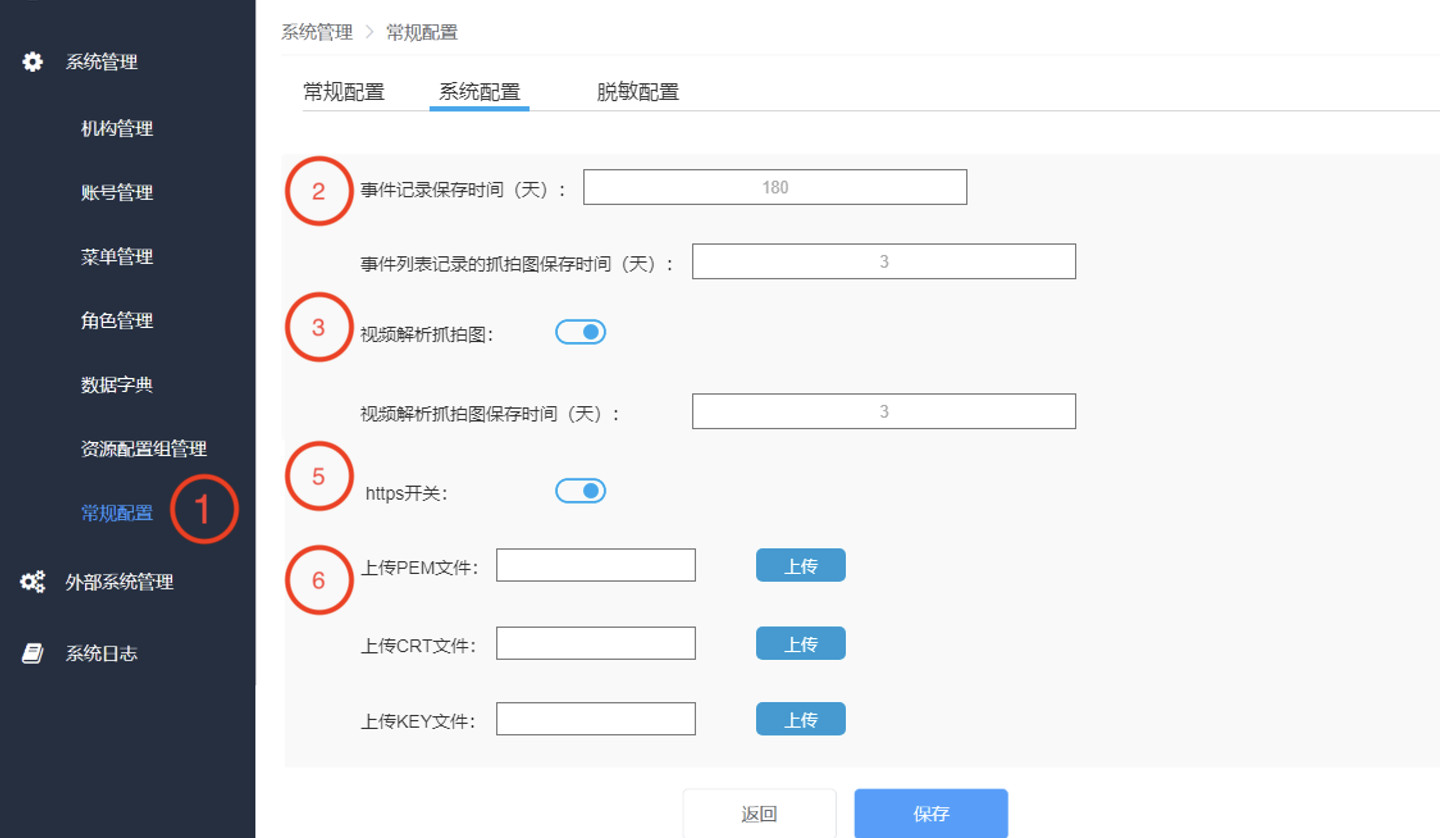 系统管理
机构管理
账号管理
菜单管理
角色管理
数据字典
资源配置组管理
常规配置 1
外部系统管理
系统日志
系统管理 > 常规配置
常规配置 系统配置 脱敏配置
2 事件记录保存时间（天）： 180
事件列表记录的抓拍图保存时间（天）： 3
3 视频解析抓拍图：
视频解析抓拍图保存时间（天）： 3
5 https开关：
6 上传PEM文件： 上传
上传CRT文件： 上传
上传KEY文件： 上传
返回 保存